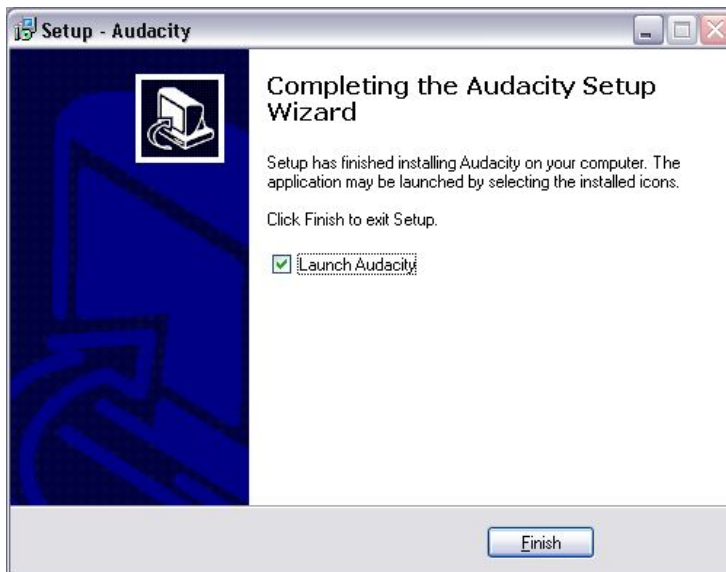 Setup - Audacity
Completing the Audacity Setup
Wizard
Setup has finished installing Audacity on your computer. The
application may be launched by selecting the installed icons.
Click Finish to exit Setup.
Launch Audacity
Finish